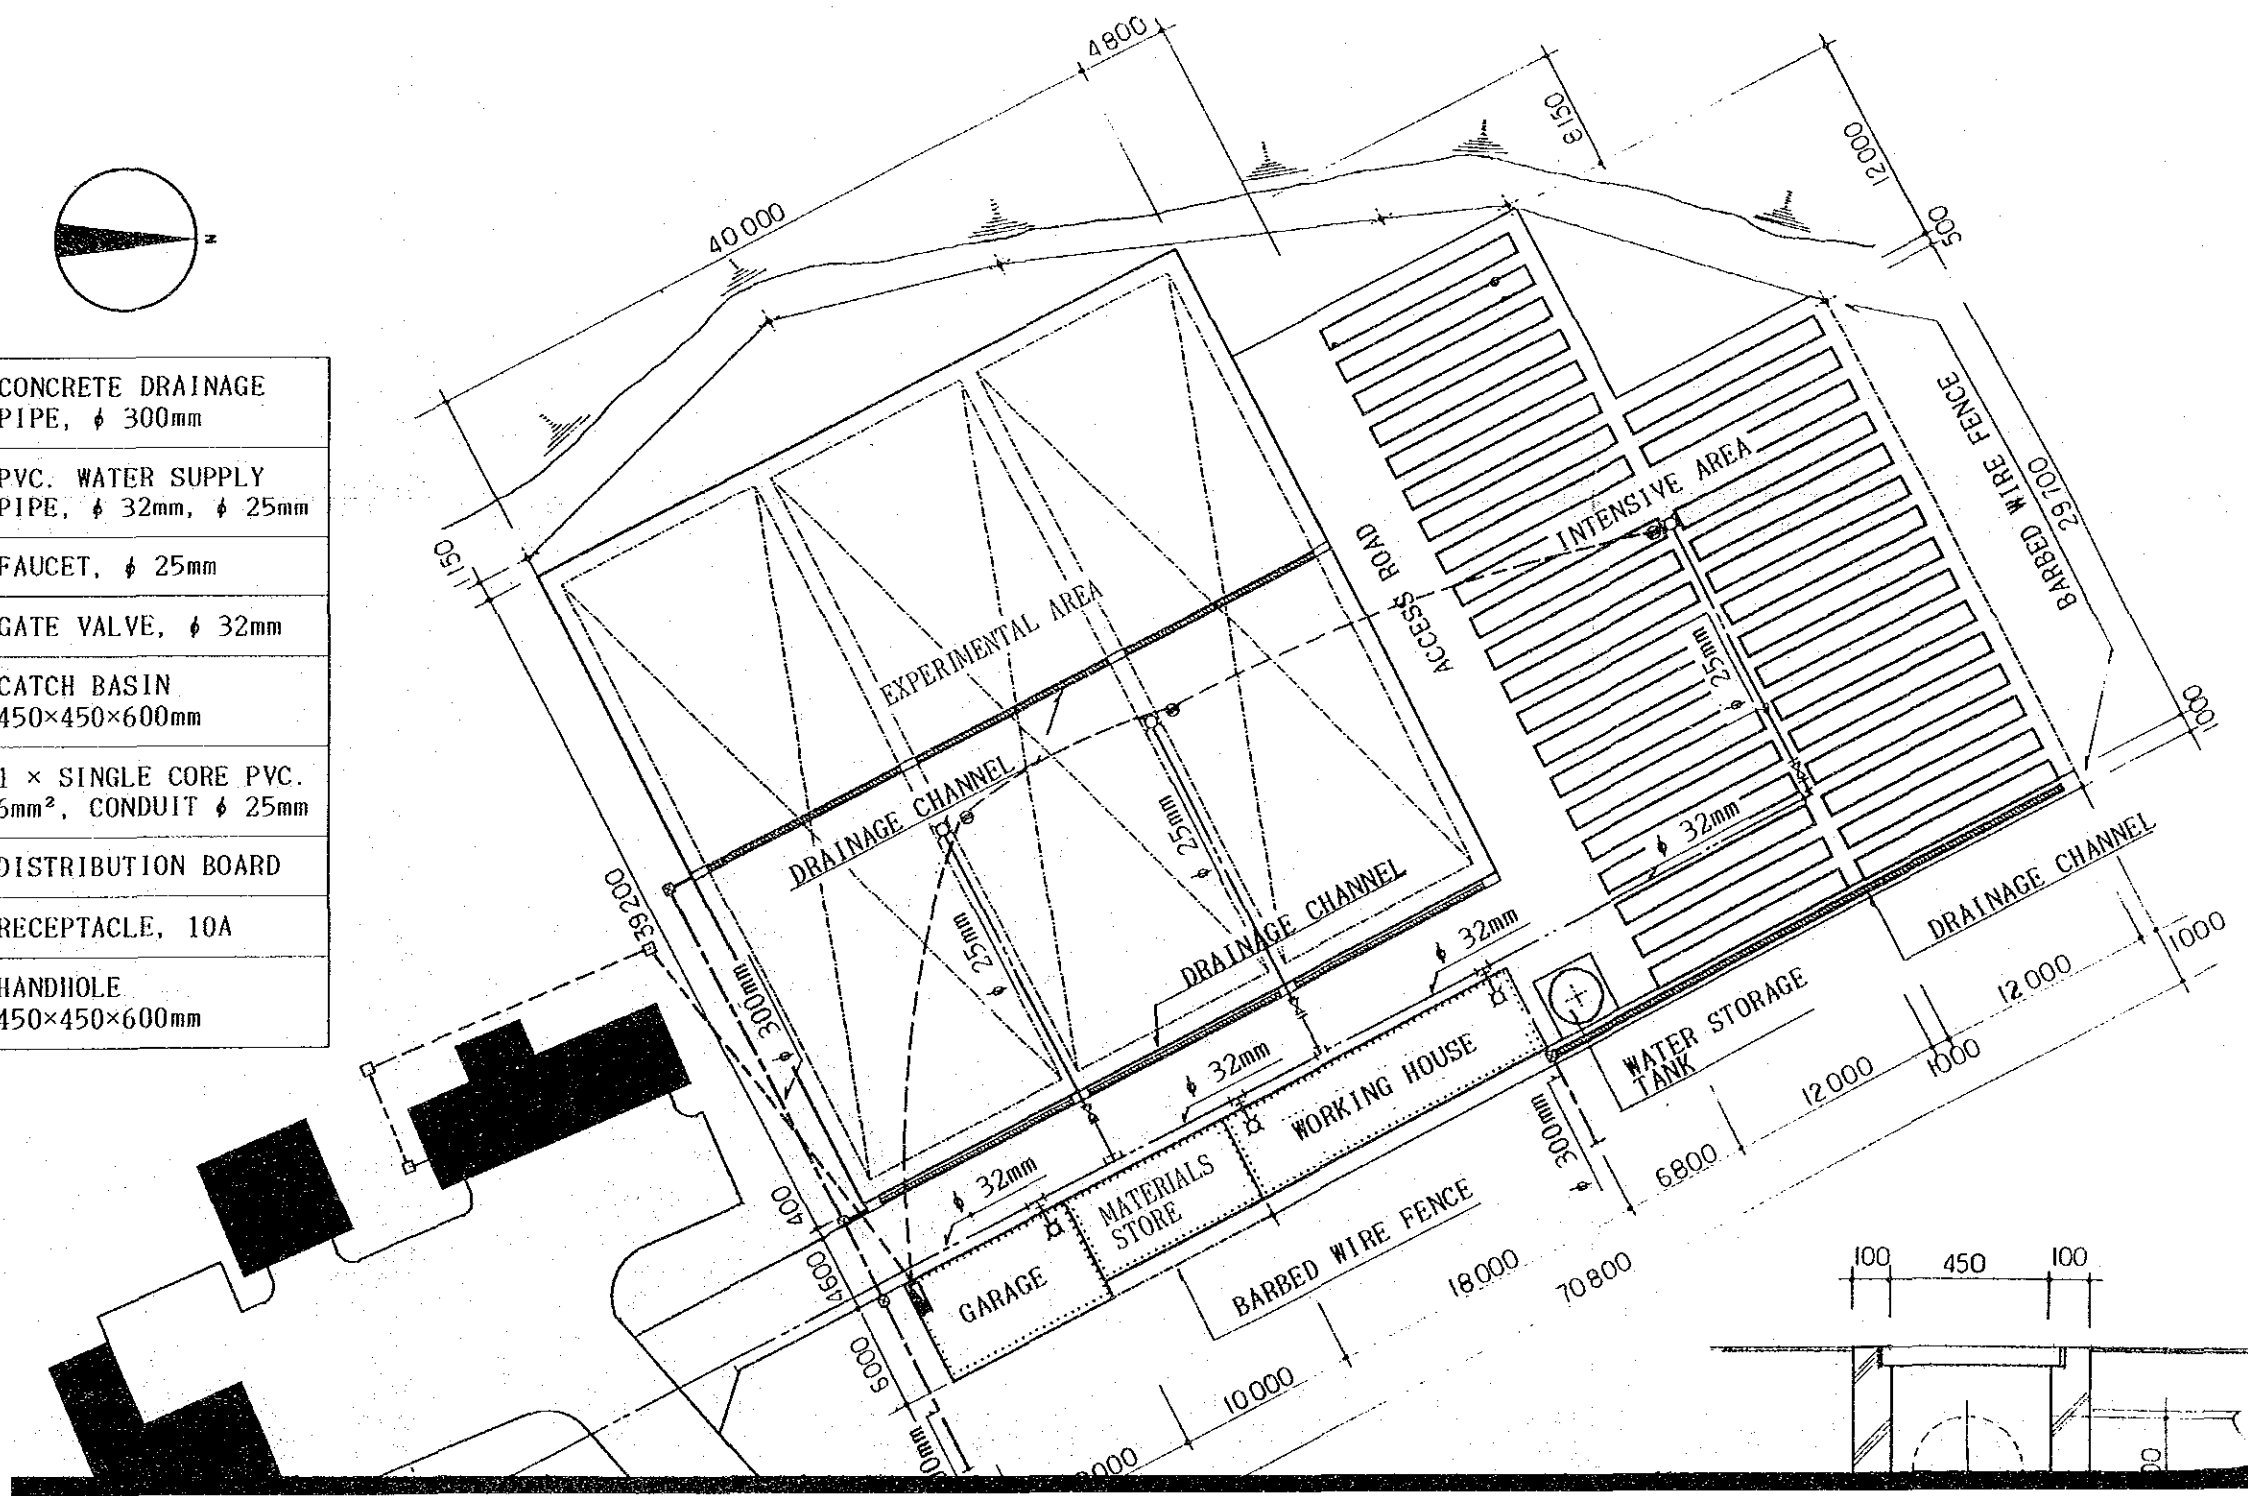 4800
8150
12000
500
N
40000
CONCRETE DRAINAGE
PIPE, ϕ 300mm
PVC. WATER SUPPLY
PIPE, ϕ 32mm, ϕ 25mm
FAUCET, ϕ 25mm
GATE VALVE, ϕ 32mm
CATCH BASIN
450×450×600mm
1 × SINGLE CORE PVC.
6mm², CONDUIT ϕ 25mm
DISTRIBUTION BOARD
RECEPTACLE, 10A
HANDHOLE
450×450×600mm
1150
EXPERIMENTAL AREA
ACCESS ROAD
INTENSIVE AREA
BARBED WIRE FENCE
29700
1000
ϕ 25mm
ϕ 32mm
DRAINAGE CHANNEL
ϕ 25mm
ϕ 25mm
DRAINAGE CHANNEL
DRAINAGE CHANNEL
39200
ϕ 300mm
ϕ 32mm
ϕ 32mm
ϕ 32mm
WORKING HOUSE
WATER STORAGE
TANK
MATERIALS
STORE
GARAGE
BARBED WIRE FENCE
ϕ 300mm
400
4600
5000
1000
12000
1000
12000
6800
18000
70800
10000
100
450
100